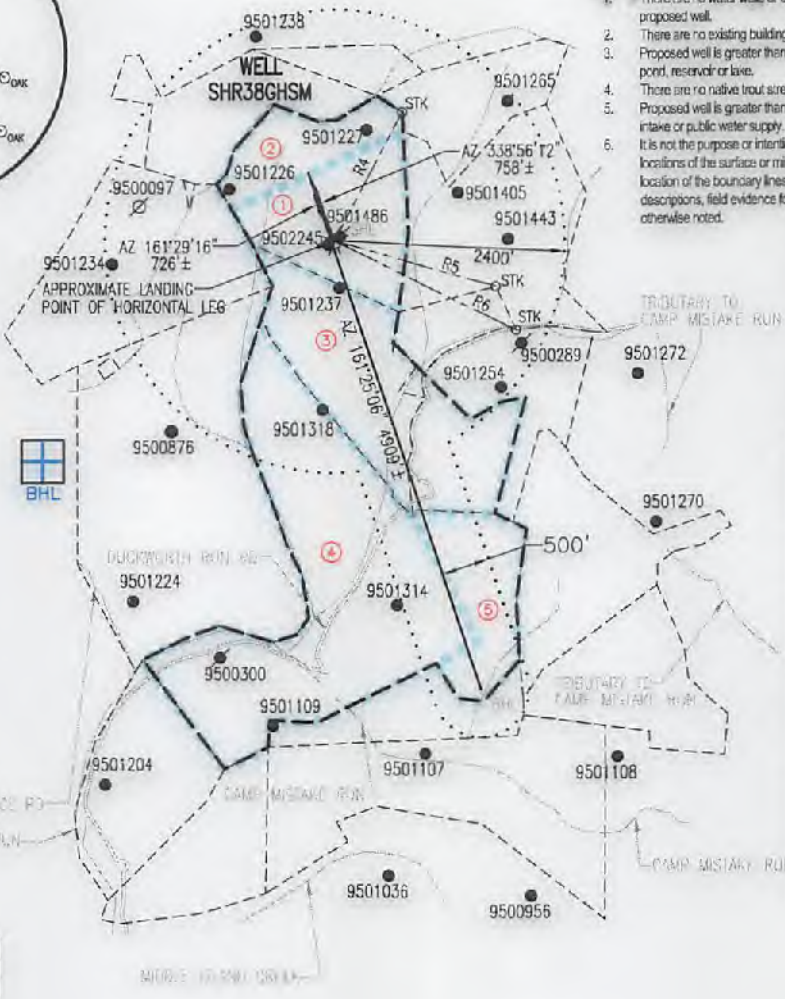 proposed well.
2. There are no existing building
3. Proposed well is greater than
pond, reservoir or lake.
4. There are no native trout stre
5. Proposed well is greater than
intake or public water supply.
6. It is not the purpose or intentio
locations of the surface or mi
location of the boundary lines
descriptions, field evidence fo
otherwise noted.
OAK
OAK
9501238
WELL
SHR38GHSM
STK
9501265
9501227
②
AZ 338°56'12"
758'±
9501226
R4
9500097
9501405
①
9501486
9501443
SHL
AZ 161°29'16"
726'±
9502245
2400'
9501234
R5
STK
APPROXIMATE LANDING
POINT OF HORIZONTAL LEG
9501237
R6
STK
TRIBUTARY TO
CAMP MISTAKE RUN
③
9500289
9501272
9501254
AZ 161°25'06" 4909'±
9501318
9500876
BHL
9501270
500'
④
DUCKWORTH RUN RD
9501224
9501314
⑤
9500300
TRIBUTARY TO
CAMP MISTAKE RUN
BHL
9501109
9501107
9501108
9501204
CAMP MISTAKE RUN
CAMP MISTAKE RU
9501036
9500956
MIDDLE ISLAND CREEK